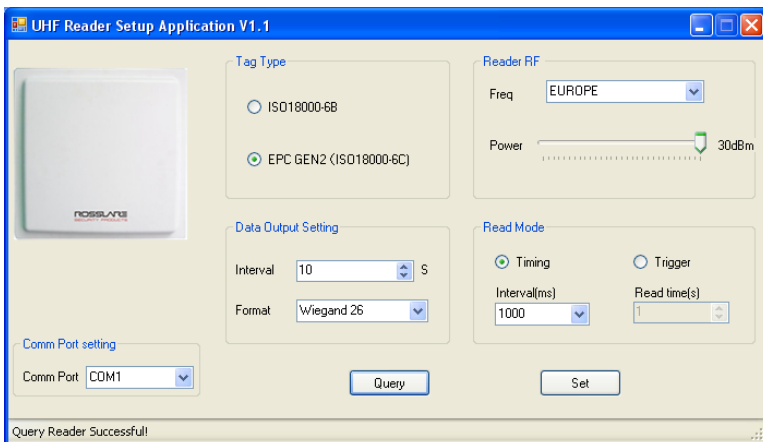 UHF Reader Setup Application V1.1
Tag Type
ISO18000-6B
EPC GEN2 (ISO18000-6C)
Reader RF
Freq EUROPE
Power 30dBm
ROSSLARE
SECURITY PRODUCTS
Data Output Setting
Interval 10 S
Format Wiegand 26
Read Mode
Timing Trigger
Interval(ms) Read time(s)
1000 1
Comm Port setting
Comm Port COM1
Query Set
Query Reader Successful!